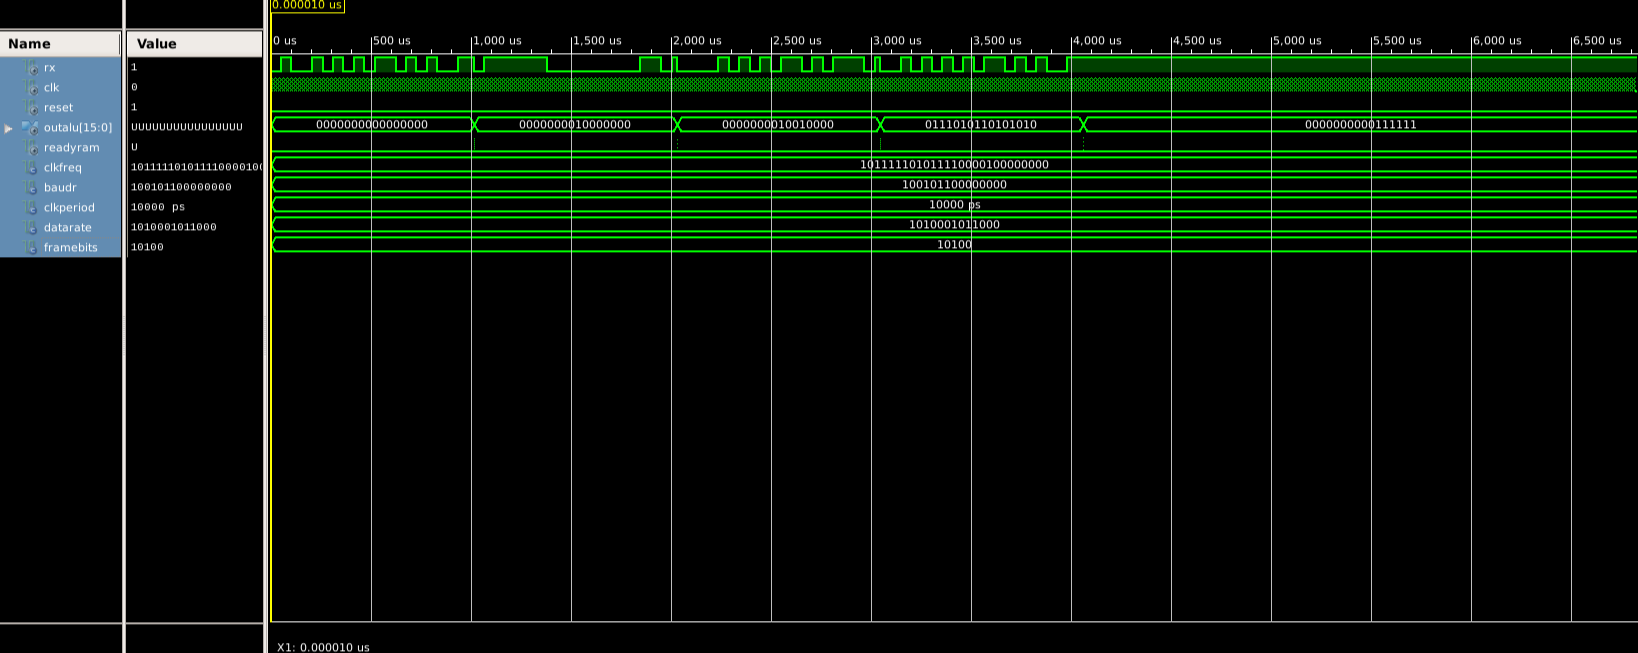 0.000010 us
Name Value 0 us 500 us 1,000 us 1,500 us 2,000 us 2,500 us 3,000 us 3,500 us 4,000 us 4,500 us 5,000 us 5,500 us 6,000 us 6,500 us
rx 1
clk 0
reset 1
outalu[15:0] UUUUUUUUUUUUUUUU 0000000000000000 0000000010000000 0000000010010000 0111010110101010 0000000000111111
readyram U
clkfreq 1011111010111100001000 101111101011110000100000000
baudr 100101100000000 100101100000000
clkperiod 10000 ps 10000 ps
datarate 1010001011000 1010001011000
framebits 10100 10100
X1: 0.000010 us